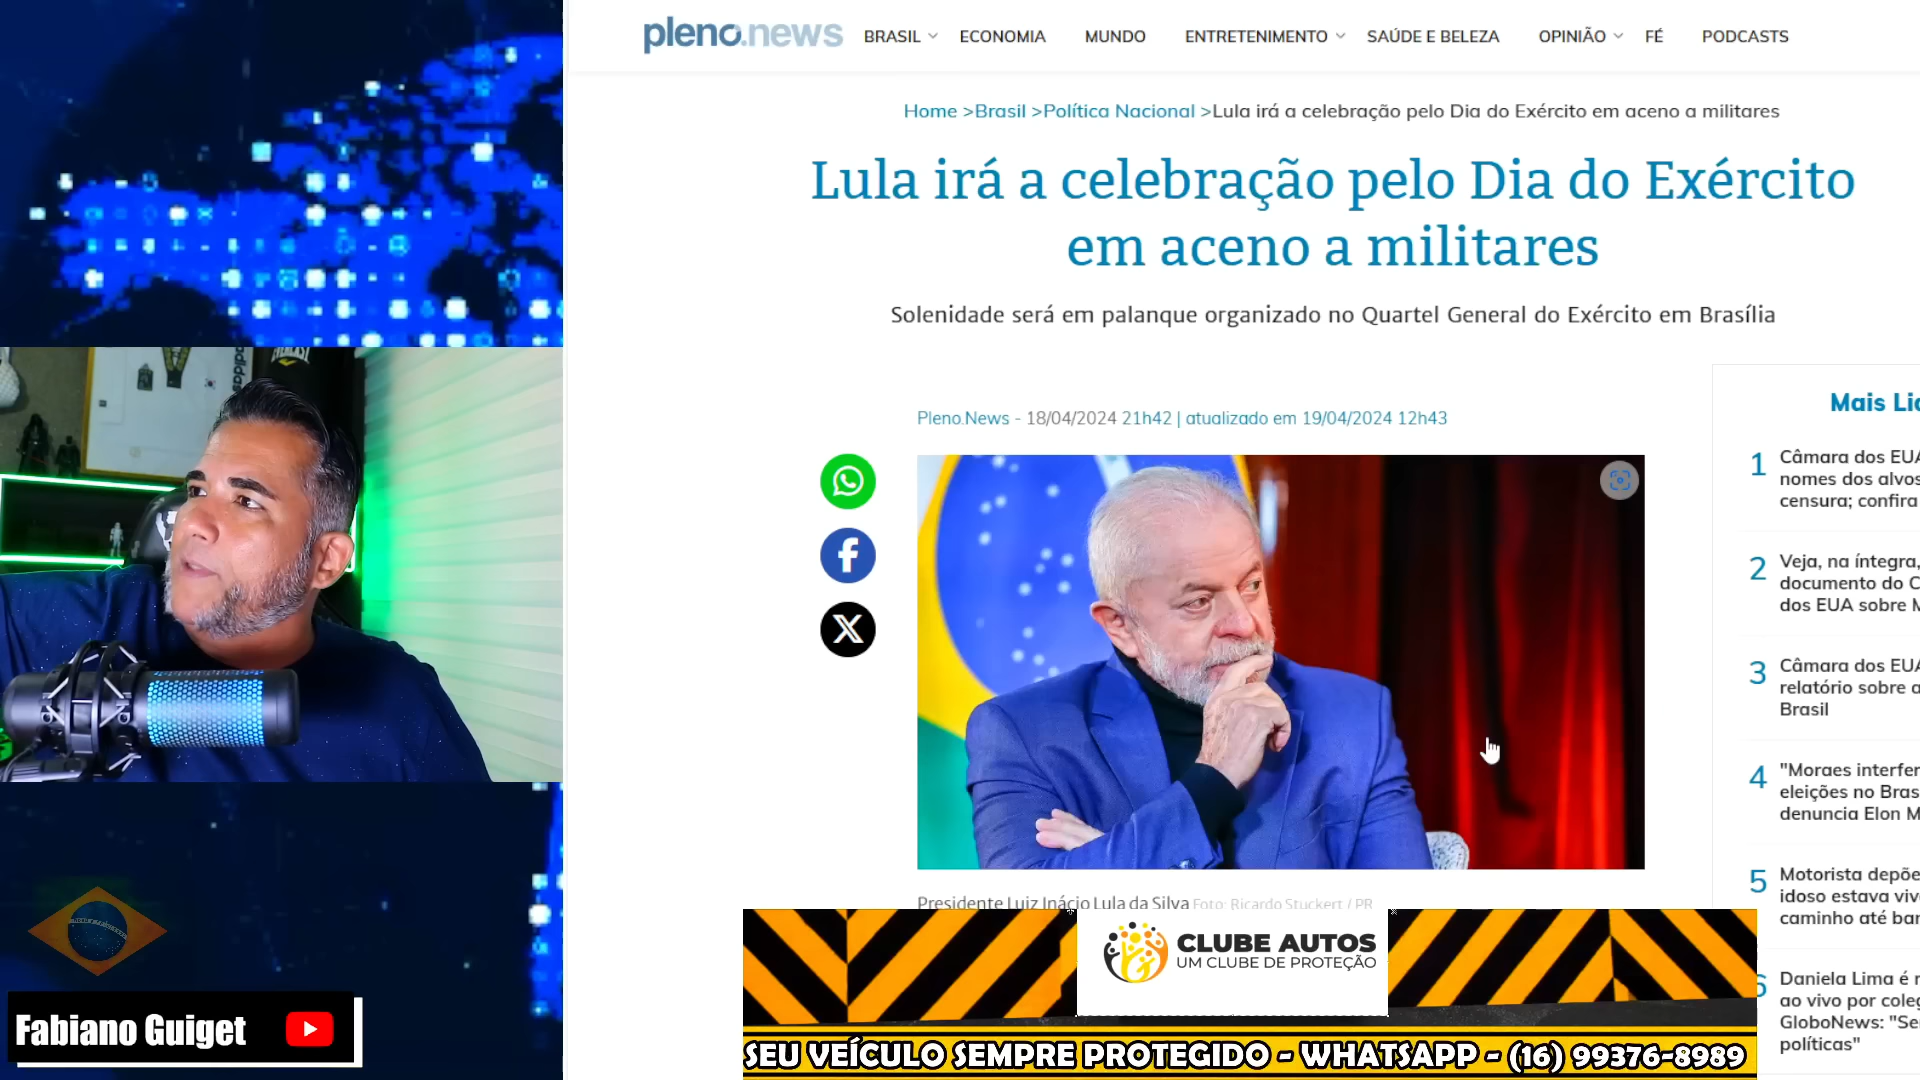 pleno.news
BRASIL ECONOMIA MUNDO ENTRETENIMENTO SAÚDE E BELEZA OPINIÃO FÉ PODCASTS
Home >Brasil >Política Nacional >Lula irá a celebração pelo Dia do Exército em aceno a militares
Lula irá a celebração pelo Dia do Exército
em aceno a militares
Solenidade será em palanque organizado no Quartel General do Exército em Brasília
Pleno.News - 18/04/2024 21h42 | atualizado em 19/04/2024 12h43
Presidente Luiz Inácio Lula da Silva Foto: Ricardo Stuckert / PR
Mais
1 Câmara dos EUA
nomes dos alvos
censura; confira
2 Veja, na íntegra,
documento do
dos EUA sobre
3 Câmara dos EUA
relatório sobre
Brasil
4 "Moraes
eleições no
denuncia Elon
5 Motorista depõe
idoso estava
caminho até
6 Daniela Lima é
ao vivo por
GloboNews:
políticas"
EVERLAST
adidas
Fabiano Guiget
CLUBE AUTOS
UM CLUBE DE PROTEÇÃO
SEU VEÍCULO SEMPRE PROTEGIDO - WHATSAPP - (16) 99376-8989